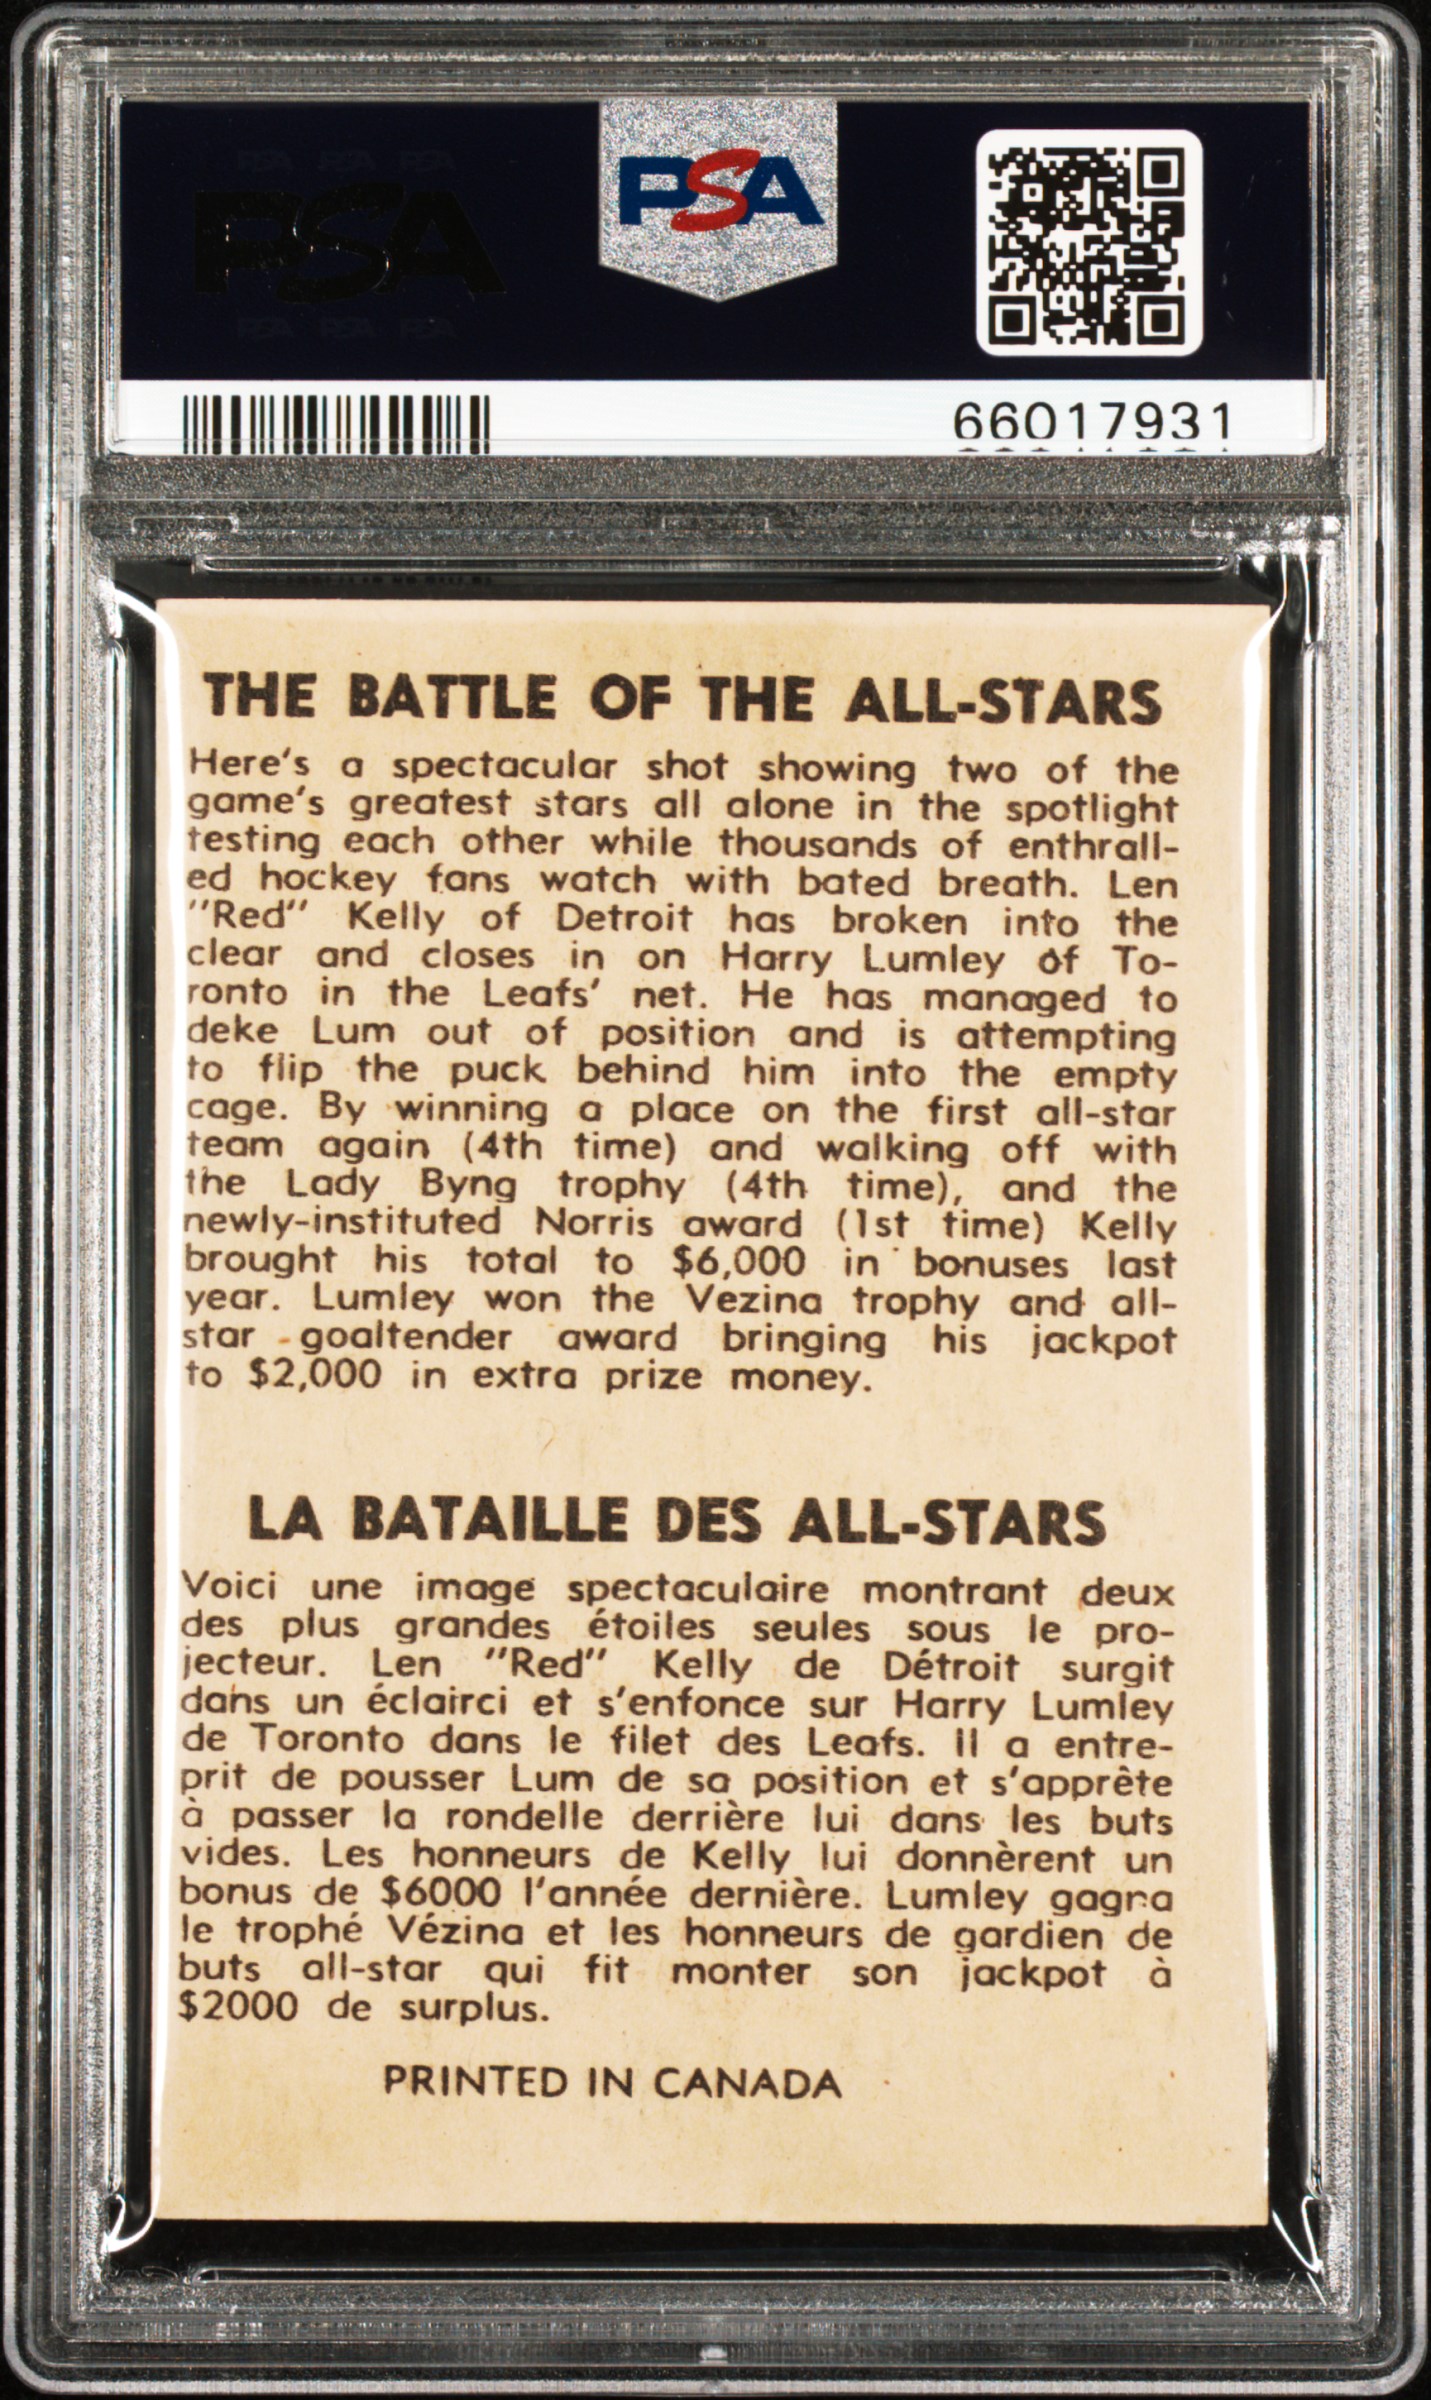 PSA PSA PSA
PSA
PSA PSA PSA
PSA
66017931
THE BATTLE OF THE ALL-STARS
Here's a spectacular shot showing two of the
game's greatest stars all alone in the spotlight
testing each other while thousands of enthrall-
ed hockey fans watch with bated breath. Len
"Red" Kelly of Detroit has broken into the
clear and closes in on Harry Lumley of To-
ronto in the Leafs' net. He has managed to
deke Lum out of position and is attempting
to flip the puck behind him into the empty
cage. By winning a place on the first all-star
team again (4th time) and walking off with
the Lady Byng trophy (4th time), and the
newly-instituted Norris award (1st time) Kelly
brought his total to $6,000 in bonuses last
year. Lumley won the Vezina trophy and all-
star goaltender award bringing his jackpot
to $2,000 in extra prize money.
LA BATAILLE DES ALL-STARS
Voici une image spectaculaire montrant deux
des plus grandes étoiles seules sous le pro-
jecteur. Len "Red" Kelly de Détroit surgit
dans un éclairci et s'enfonce sur Harry Lumley
de Toronto dans le filet des Leafs. Il a entre-
prit de pousser Lum de sa position et s'apprête
à passer la rondelle derrière lui dans les buts
vides. Les honneurs de Kelly lui donnèrent un
bonus de $6000 l'année dernière. Lumley gagna
le trophé Vézina et les honneurs de gardien de
buts all-star qui fit monter son jackpot à
$2000 de surplus.
PRINTED IN CANADA